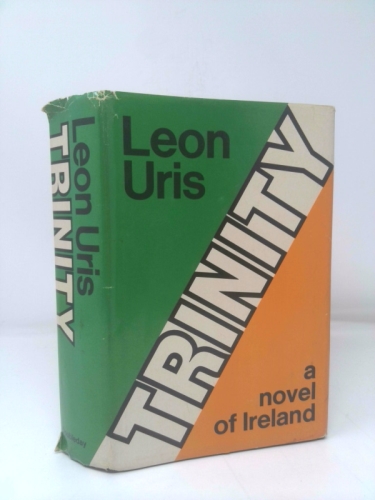 Leon Uris
TRINITY
Leon
Uris
TRINITY
a
novel
of Ireland